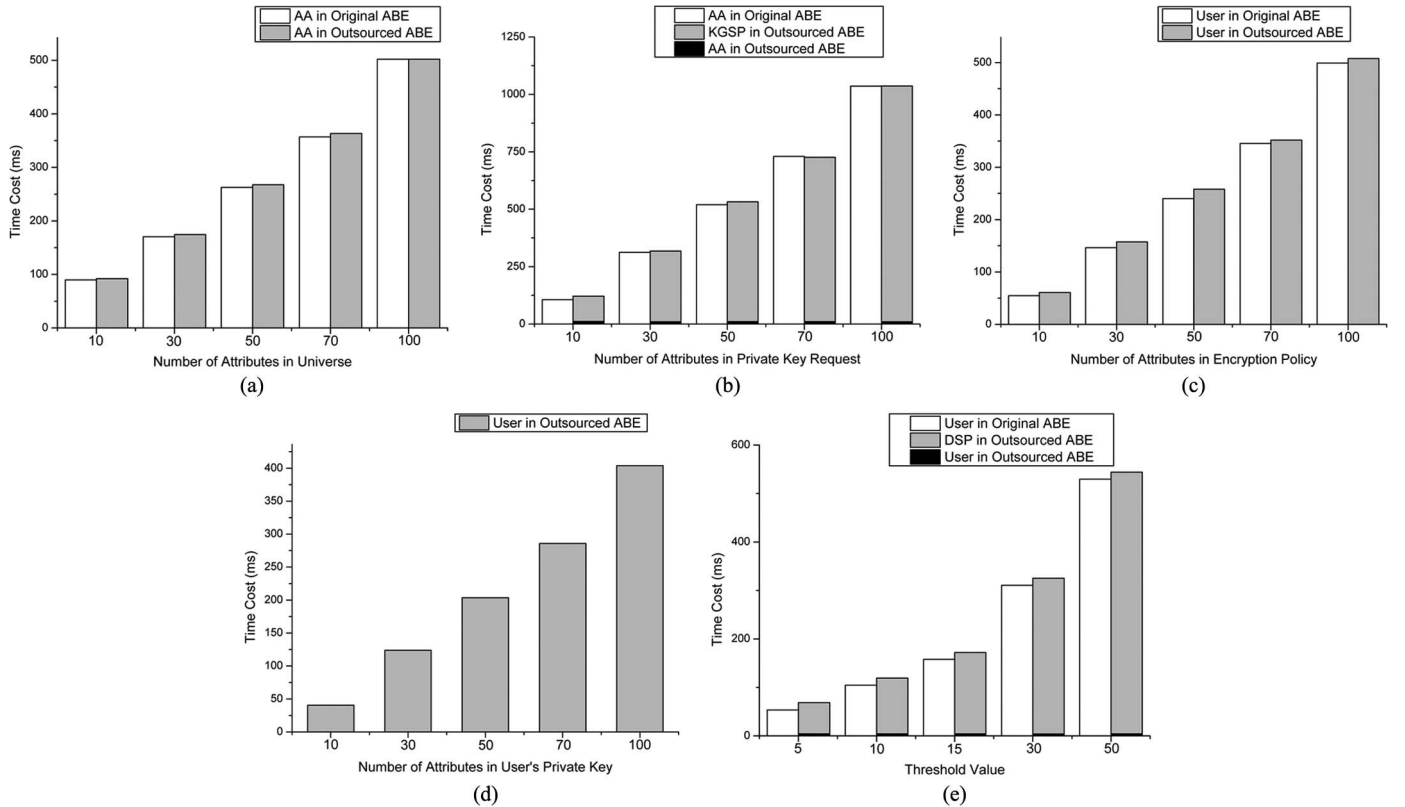 AA in Original ABE
AA in Outsourced ABE
500
400
300
200
100
0
Time Cost (ms)
10 30 50 70 100
Number of Attributes in Universe
(a)
AA in Original ABE
KGSP in Outsourced ABE
AA in Outsourced ABE
1250
1000
750
500
250
0
Time Cost (ms)
10 30 50 70 100
Number of Attributes in Private Key Request
(b)
User in Original ABE
User in Outsourced ABE
500
400
300
200
100
0
Time Cost (ms)
10 30 50 70 100
Number of Attributes in Encryption Policy
(c)
User in Outsourced ABE
400
350
300
250
200
150
100
50
0
Time Cost (ms)
10 30 50 70 100
Number of Attributes in User's Private Key
(d)
User in Original ABE
DSP in Outsourced ABE
User in Outsourced ABE
600
400
200
0
Time Cost (ms)
5 10 15 30 50
Threshold Value
(e)